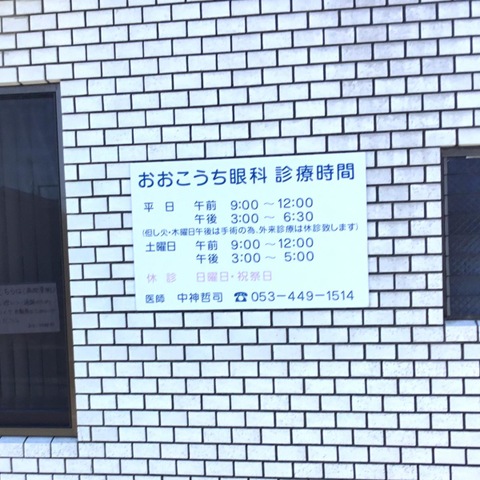 おおこうち眼科 診療時間
平日 午前 9:00～12:00
午後 3:00～6:30
(但し火・木曜日午後は手術の為、外来診療は休診致します)
土曜日 午前 9:00～12:00
午後 3:00～5:00
休診 日曜日・祝祭日
医師 中神哲司 ☎053-449-1514